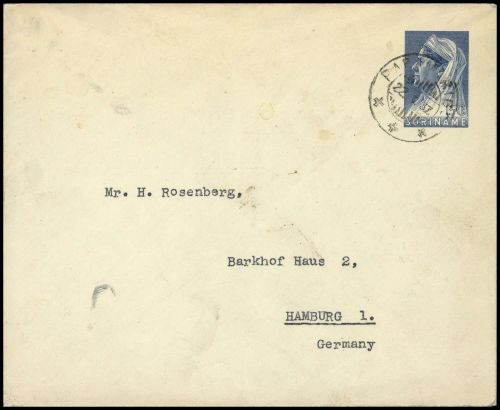 SURINAME
Mr. H. Rosenberg,
Barkhof Haus 2,
HAMBURG 1.
Germany